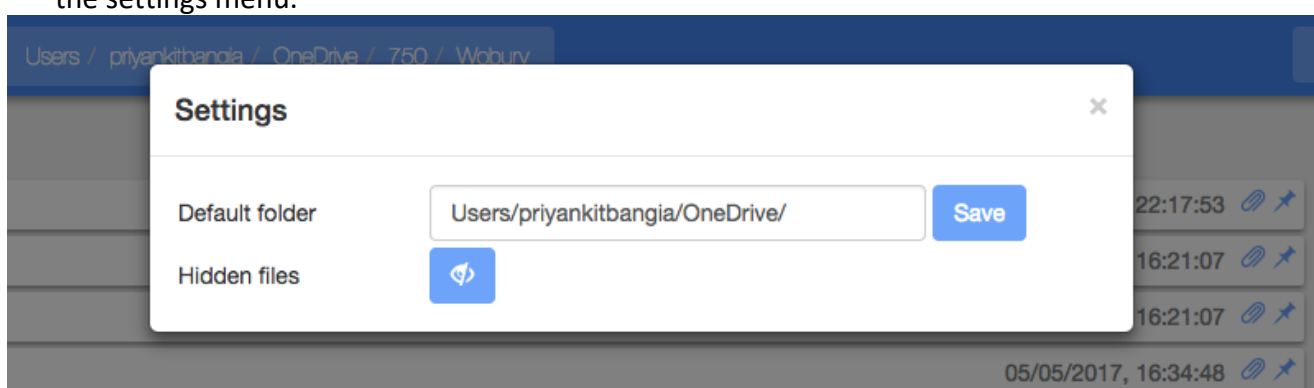 the settings menu.
Users / priyankitbangia / OneDrive / 750 / Wobury
Settings
×
Default folder
Users/priyankitbangia/OneDrive/
Save
Hidden files
22:17:53
16:21:07
16:21:07
05/05/2017, 16:34:48